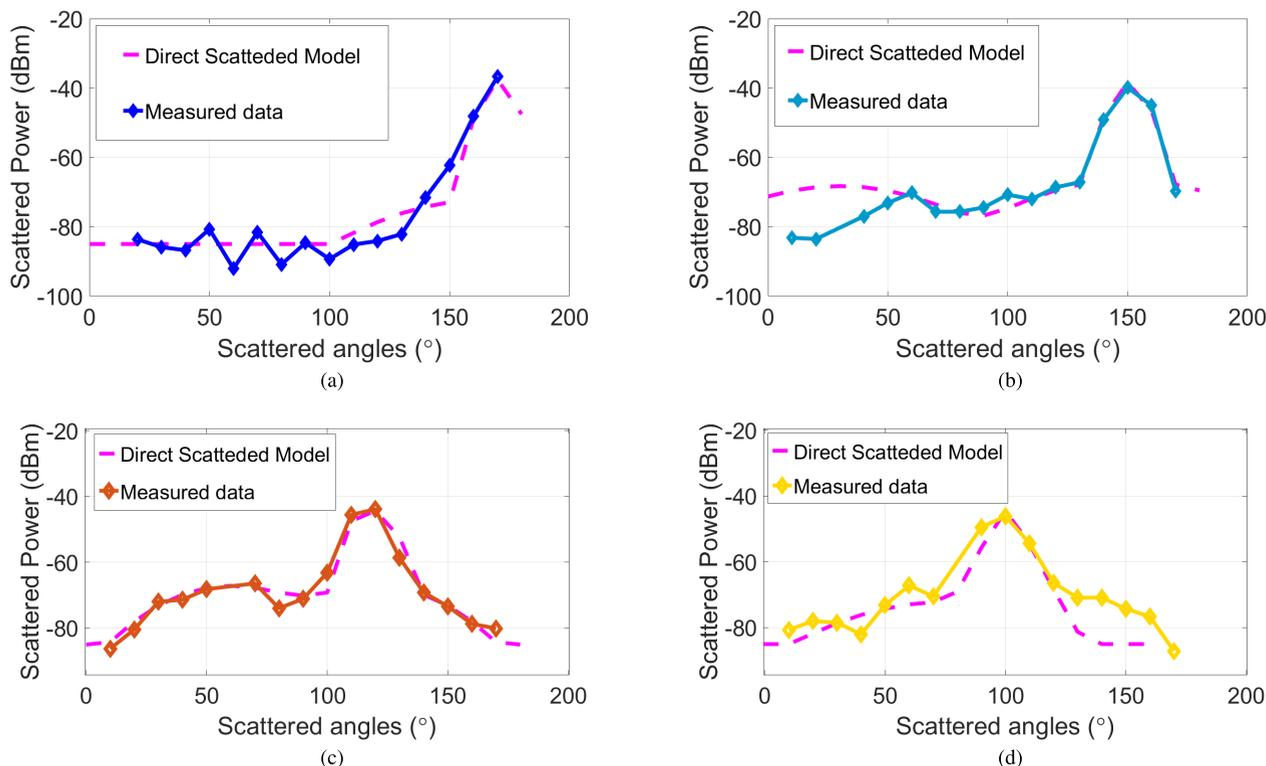 -20
-40
-60
-80
-100
Scattered Power (dBm)
Direct Scatteded Model
Measured data
0 50 100 150 200
Scattered angles (°)
(a)
-20
-40
-60
-80
-100
Scattered Power (dBm)
Direct Scatteded Model
Measured data
0 50 100 150 200
Scattered angles (°)
(b)
-20
-40
-60
-80
Scattered Power (dBm)
Direct Scatteded Model
Measured data
0 50 100 150 200
Scattered angles (°)
(c)
-20
-40
-60
-80
Scattered Power (dBm)
Direct Scatteded Model
Measured data
0 50 100 150 200
Scattered angles (°)
(d)